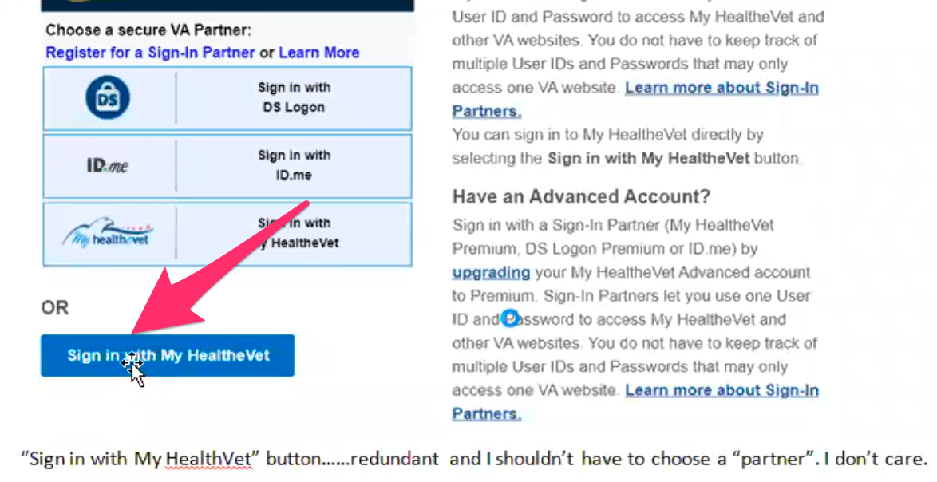 Choose a secure VA Partner:
Register for a Sign-In Partner or Learn More
DS
Sign in with
DS Logon
ID.me
Sign in with
ID.me
My healthevet
Sign in with
y HealtheVet
OR
Sign in with My HealtheVet
User ID and Password to access My HealtheVet and
other VA websites. You do not have to keep track of
multiple User IDs and Passwords that may only
access one VA website. Learn more about Sign-In
Partners.
You can sign in to My HealtheVet directly by
selecting the Sign in with My HealtheVet button.
Have an Advanced Account?
Sign in with a Sign-In Partner (My HealtheVet
Premium, DS Logon Premium or ID.me) by
upgrading your My HealtheVet Advanced account
to Premium. Sign-In Partners let you use one User
ID and Password to access My HealtheVet and
other VA websites. You do not have to keep track of
multiple User IDs and Passwords that may only
access one VA website. Learn more about Sign-In
Partners.
“Sign in with My HealthVet” button……redundant and I shouldn’t have to choose a “partner”. I don’t care.